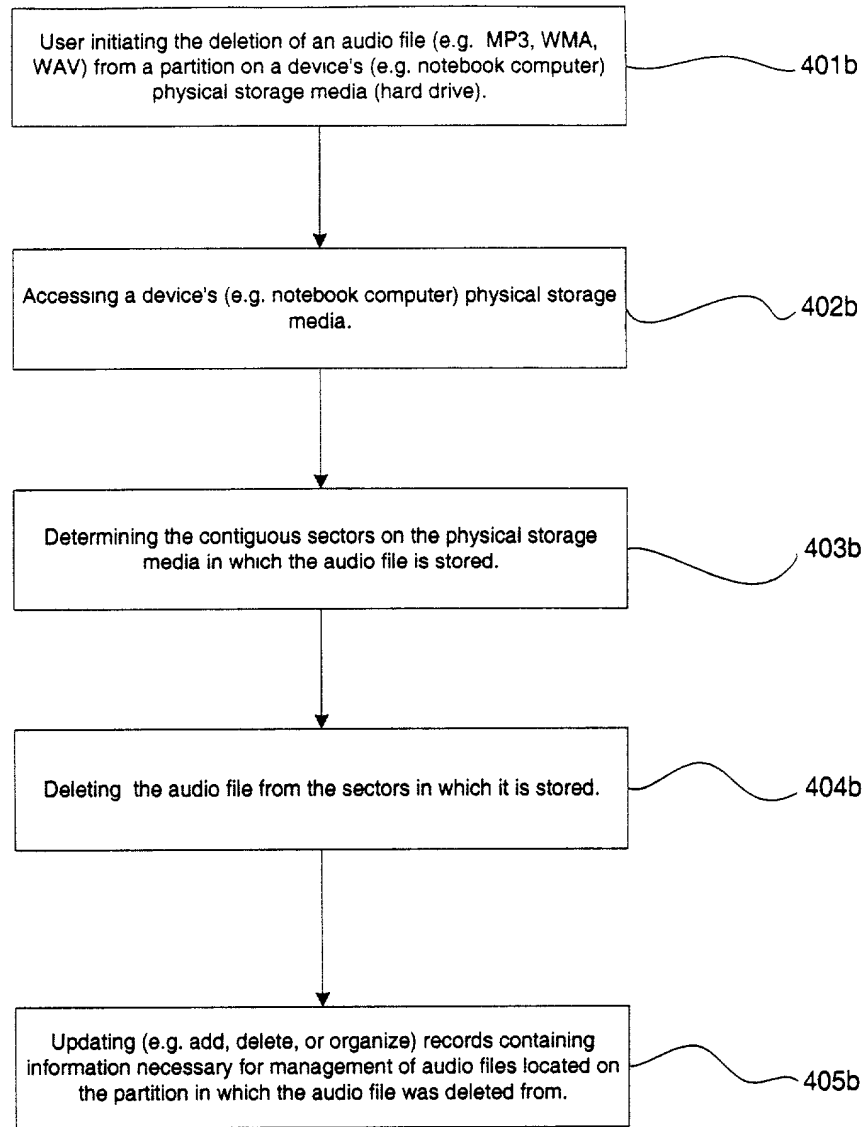 User initiating the deletion of an audio file (e.g. MP3, WMA,
WAV) from a partition on a device's (e.g. notebook computer)
physical storage media (hard drive).
401b
Accessing a device's (e.g. notebook computer) physical storage
media.
402b
Determining the contiguous sectors on the physical storage
media in which the audio file is stored.
403b
Deleting the audio file from the sectors in which it is stored.
404b
Updating (e.g. add, delete, or organize) records containing
information necessary for management of audio files located on
the partition in which the audio file was deleted from.
405b